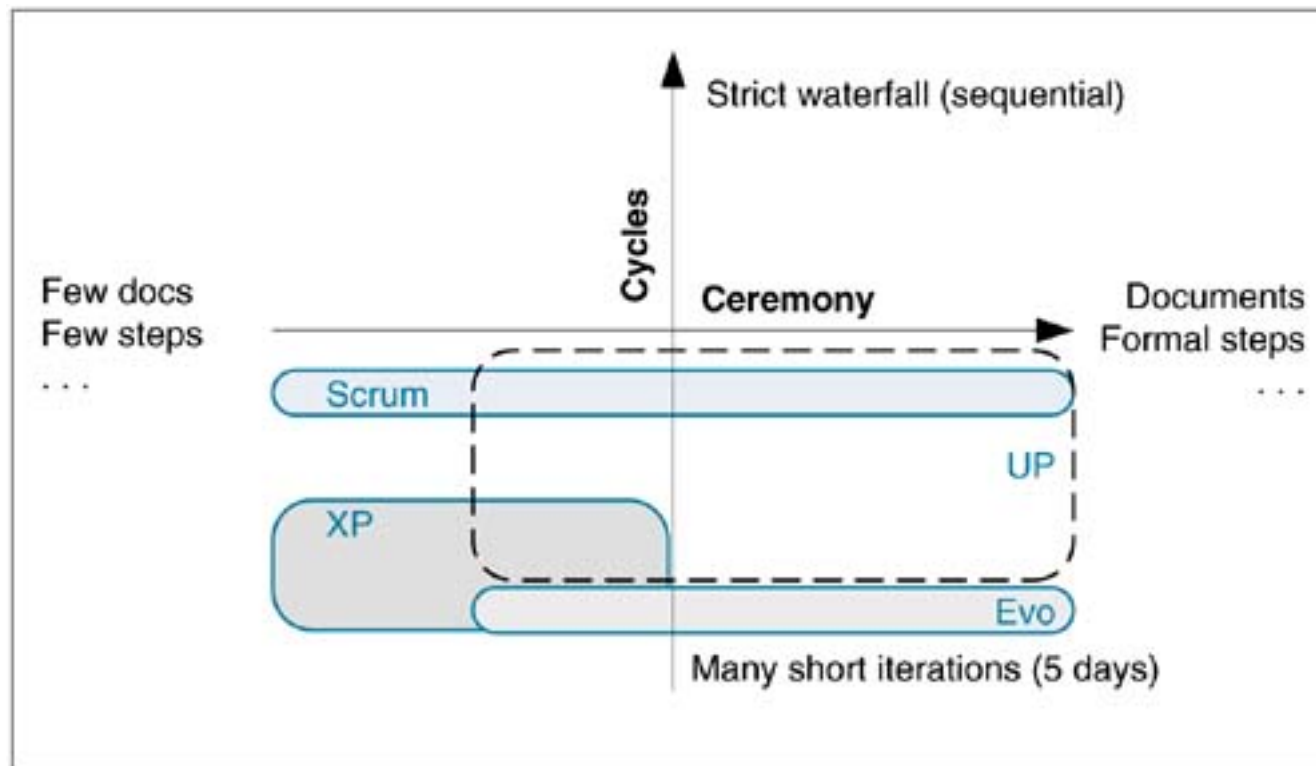 Strict waterfall (sequential)
Cycles
Few docs
Few steps
. . .
Ceremony
Documents
Formal steps
. . .
Scrum
UP
XP
Evo
Many short iterations (5 days)